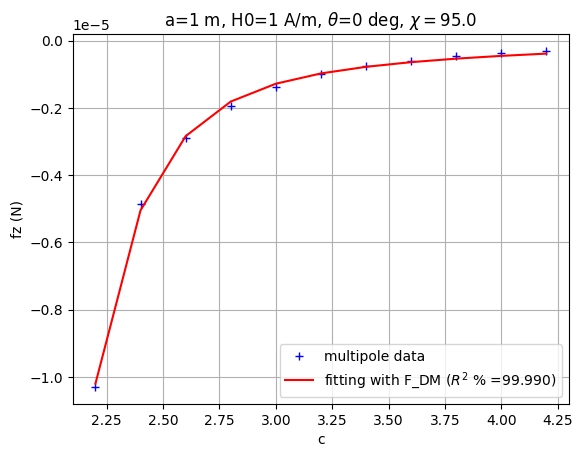 a=1 m, H0=1 A/m, θ=0 deg, χ = 95.0
1e−5
0.0
−0.2
−0.4
−0.6
−0.8
−1.0
fz (N)
multipole data
fitting with F_DM (R² % =99.990)
2.25 2.50 2.75 3.00 3.25 3.50 3.75 4.00 4.25
c